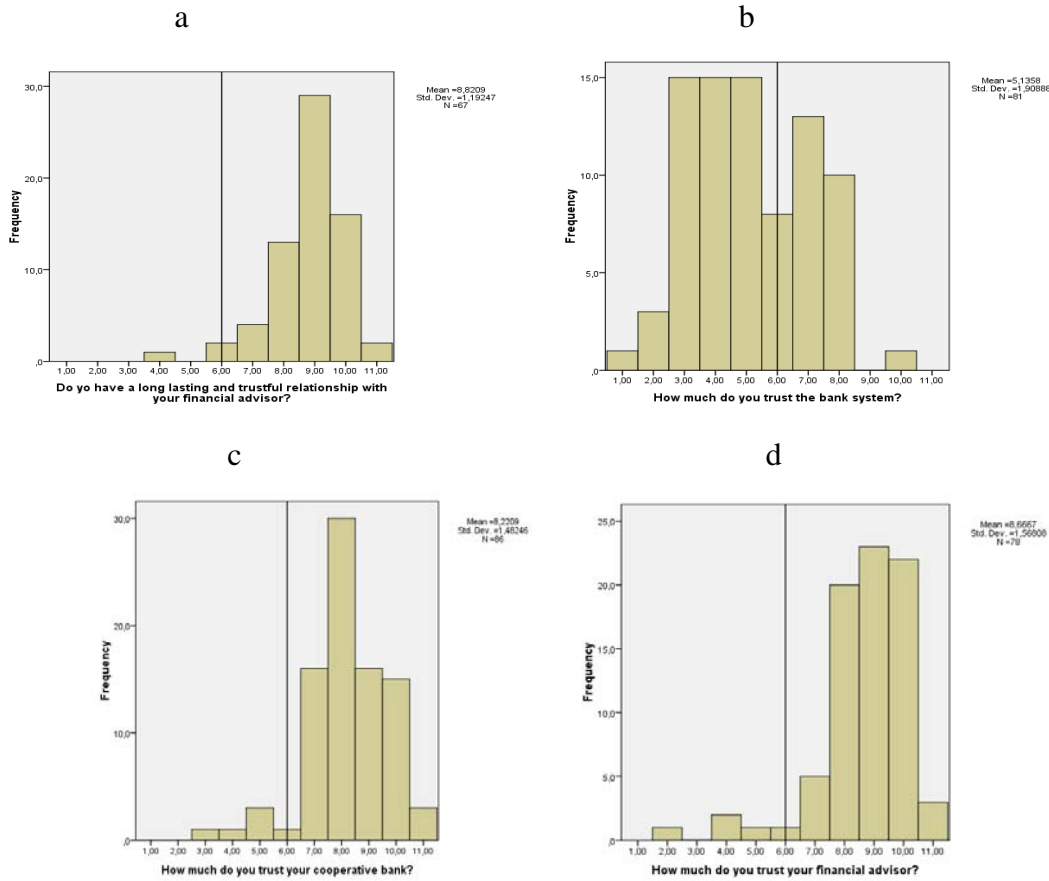 a
Mean =8,8209
Std. Dev. =1,19247
N =67
Frequency
30,0
20,0
10,0
,0
1,00 2,00 3,00 4,00 5,00 6,00 7,00 8,00 9,00 10,00 11,00
Do yo have a long lasting and trustful relationship with
your financial advisor?
b
Mean =5,1358
Std. Dev. =1,90888
N =81
Frequency
15,0
10,0
5,0
,0
1,00 2,00 3,00 4,00 5,00 6,00 7,00 8,00 9,00 10,00 11,00
How much do you trust the bank system?
c
Mean =8,2209
Std. Dev. =1,48246
N =86
Frequency
30,0
20,0
10,0
,0
1,00 2,00 3,00 4,00 5,00 6,00 7,00 8,00 9,00 10,00 11,00
How much do you trust your cooperative bank?
d
Mean =8,6667
Std. Dev. =1,56808
N =78
Frequency
25,0
20,0
15,0
10,0
5,0
,0
1,00 2,00 3,00 4,00 5,00 6,00 7,00 8,00 9,00 10,00 11,00
How much do you trust your financial advisor?